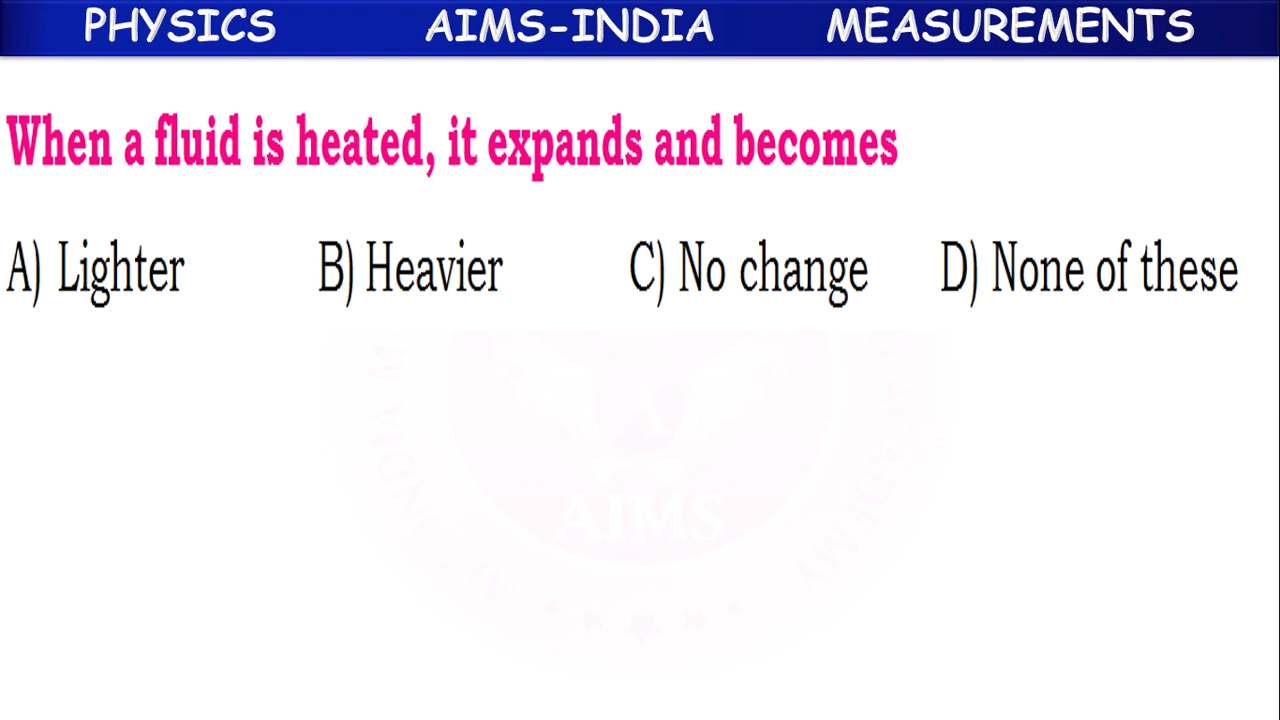 PHYSICS AIMS-INDIA MEASUREMENTS
When a fluid is heated, it expands and becomes
A) Lighter B) Heavier C) No change D) None of these
AIMS